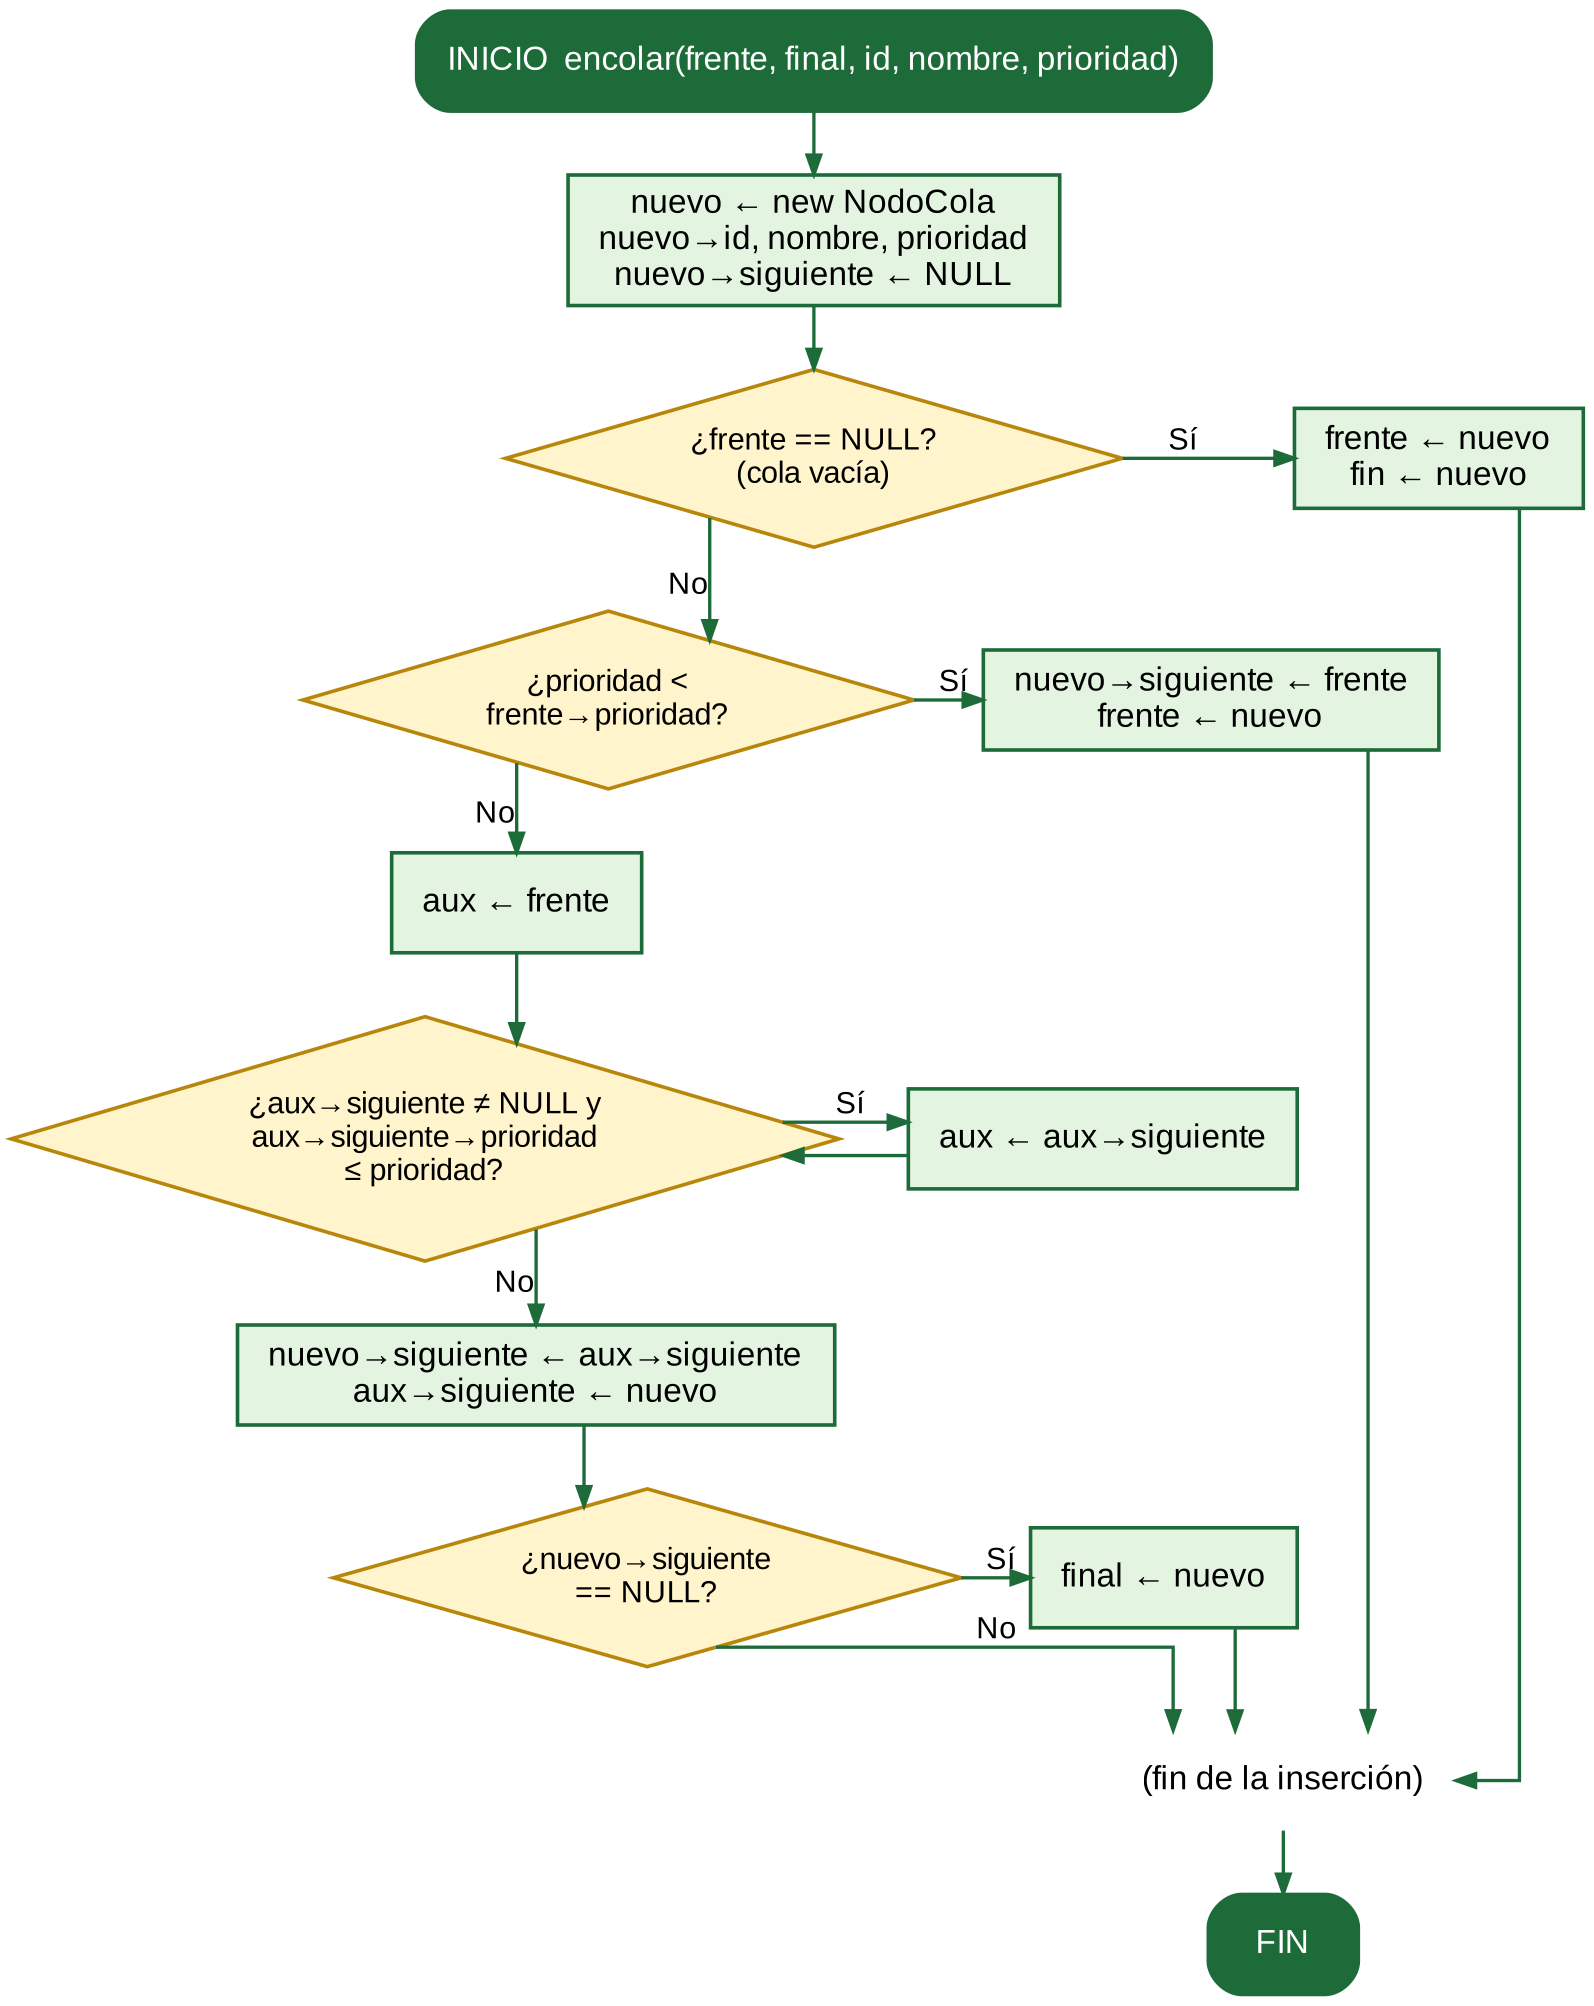 INICIO  encolar(frente, final, id, nombre, prioridad)
nuevo ← new NodoCola
nuevo→id, nombre, prioridad
nuevo→siguiente ← NULL
¿frente == NULL?
(cola vacía)
Sí
frente ← nuevo
fin ← nuevo
No
¿prioridad <
frente→prioridad?
Sí
nuevo→siguiente ← frente
frente ← nuevo
No
aux ← frente
¿aux→siguiente ≠ NULL y
aux→siguiente→prioridad
≤ prioridad?
Sí
aux ← aux→siguiente
No
nuevo→siguiente ← aux→siguiente
aux→siguiente ← nuevo
¿nuevo→siguiente
== NULL?
Sí
final ← nuevo
No
(fin de la inserción)
FIN